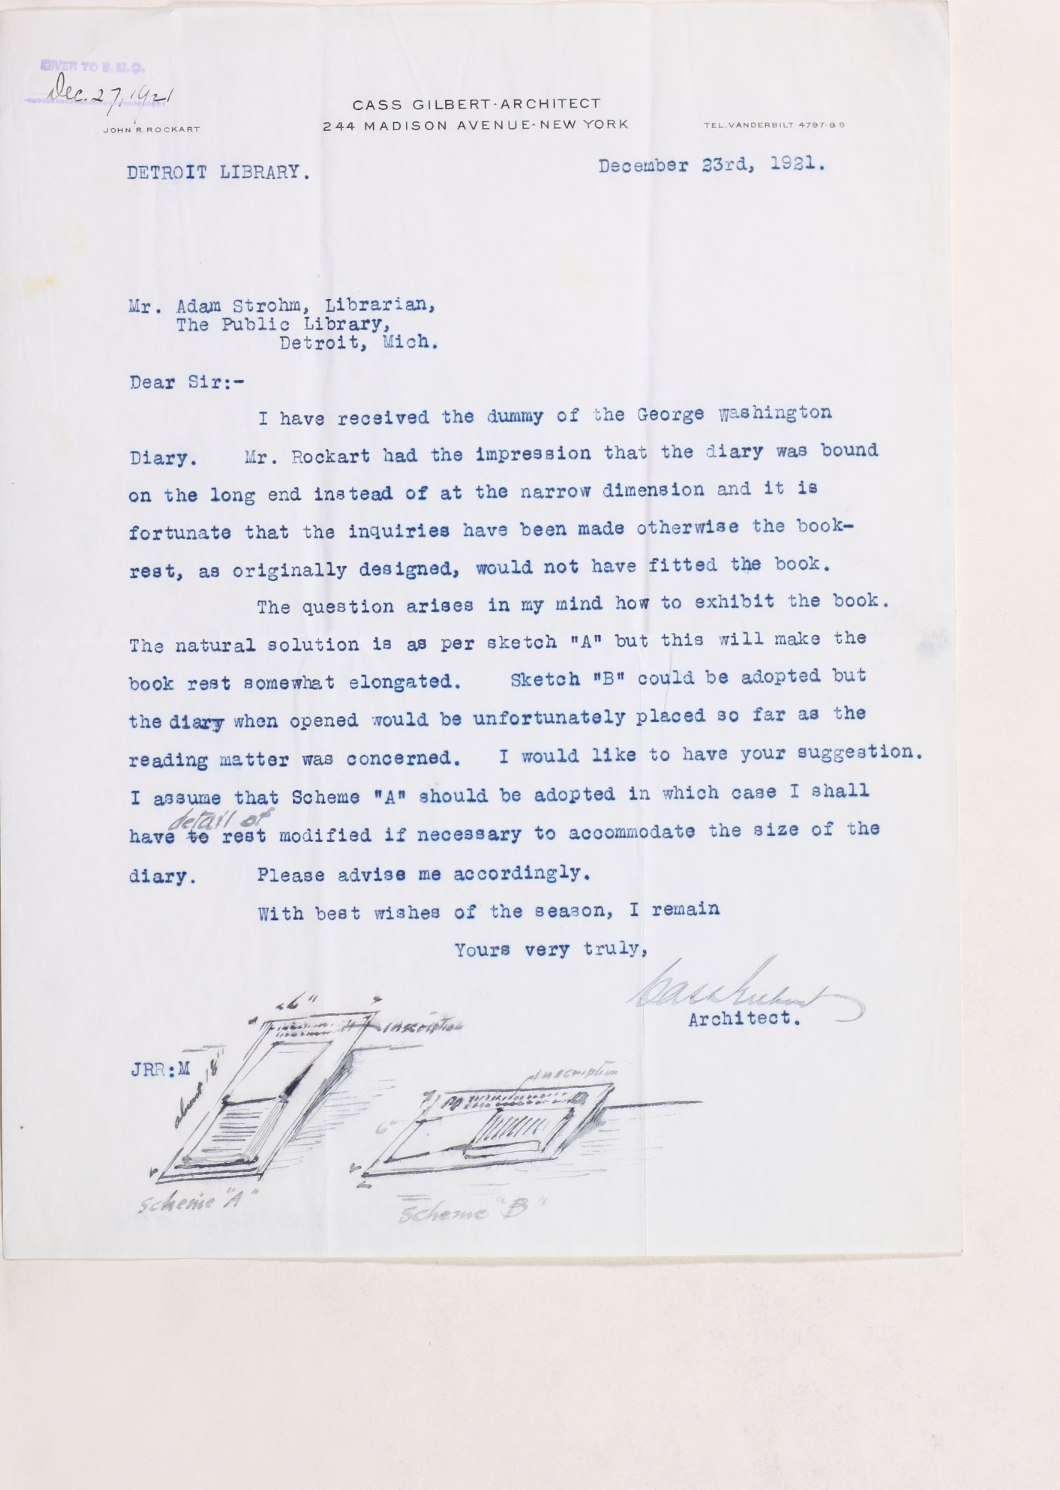 GIVEN TO B.M.C.
Dec. 27, 1921
CASS GILBERT·ARCHITECT
244 MADISON AVENUE-NEW YORK
JOHN R. ROCKART
TEL. VANDERBILT 4797-8-9
DETROIT LIBRARY.
December 23rd, 1921.
Mr. Adam Strohm, Librarian,
The Public Library,
Detroit, Mich.
Dear Sir:-
I have received the dummy of the George Washington
Diary. Mr. Rockart had the impression that the diary was bound
on the long end instead of at the narrow dimension and it is
fortunate that the inquiries have been made otherwise the book-
rest, as originally designed, would not have fitted the book.
The question arises in my mind how to exhibit the book.
The natural solution is as per sketch "A" but this will make the
book rest somewhat elongated. Sketch "B" could be adopted but
the diary when opened would be unfortunately placed so far as the
reading matter was concerned. I would like to have your suggestion.
I assume that Scheme "A" should be adopted in which case I shall
detail of
have to rest modified if necessary to accommodate the size of the
diary. Please advise me accordingly.
With best wishes of the season, I remain
Yours very truly,
Cass Gilbert
Architect.
6"
inscription
JRR:M
about 18"
inscription
6"
Scheme "A"
Scheme "B"